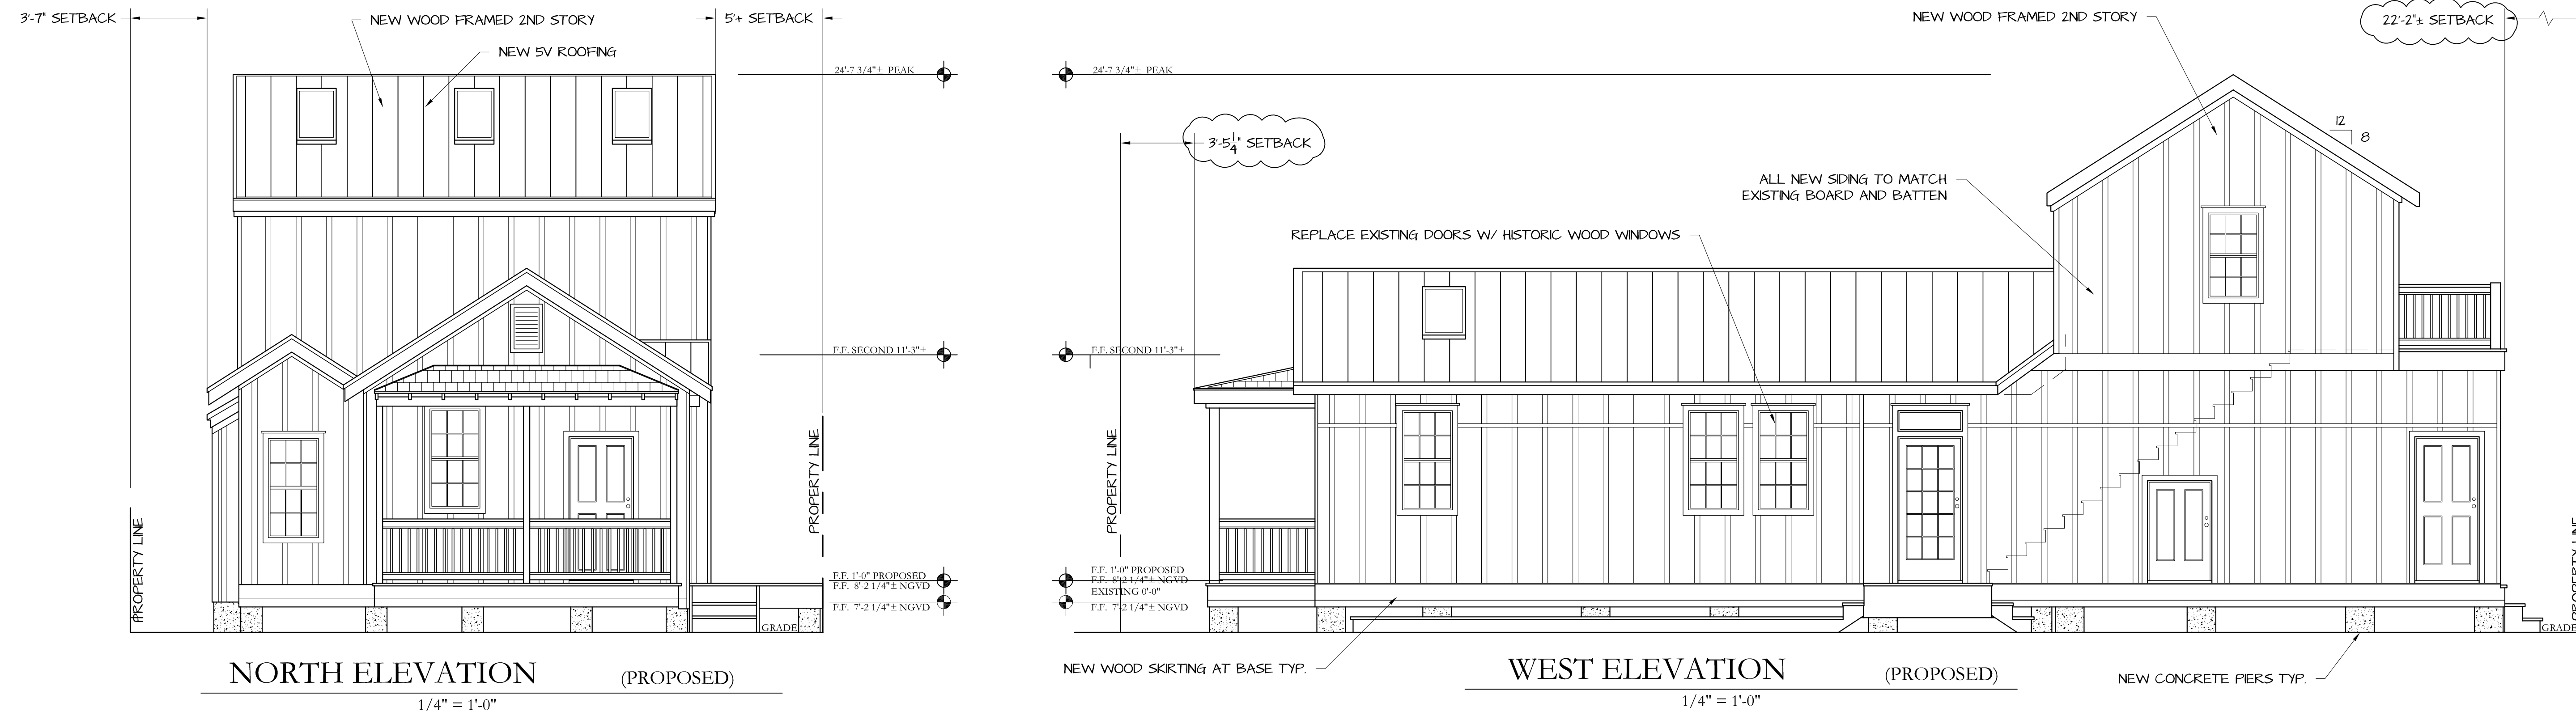 3'-7" SETBACK
NEW WOOD FRAMED 2ND STORY
NEW 5V ROOFING
5'+ SETBACK
24'-7 3/4"± PEAK
F.F. SECOND 11'-3"±
PROPERTY LINE
PROPERTY LINE
F.F. 1'-0" PROPOSED
F.F. 8'-2 1/4"± NGVD
F.F. 7'-2 1/4"± NGVD
GRADE
NORTH ELEVATION (PROPOSED)
1/4" = 1'-0"
NEW WOOD FRAMED 2ND STORY
22'-2"± SETBACK
24'-7 3/4"± PEAK
3'-5 1/4" SETBACK
12
8
ALL NEW SIDING TO MATCH
EXISTING BOARD AND BATTEN
REPLACE EXISTING DOORS W/ HISTORIC WOOD WINDOWS
F.F. SECOND 11'-3"±
PROPERTY LINE
F.F. 1'-0" PROPOSED
F.F. 8'-2 1/4"± NGVD
EXISTING 0'-0"
F.F. 7'-2 1/4"± NGVD
PROPERTY LINE
GRADE
NEW WOOD SKIRTING AT BASE TYP.
NEW CONCRETE PIERS TYP.
WEST ELEVATION (PROPOSED)
1/4" = 1'-0"